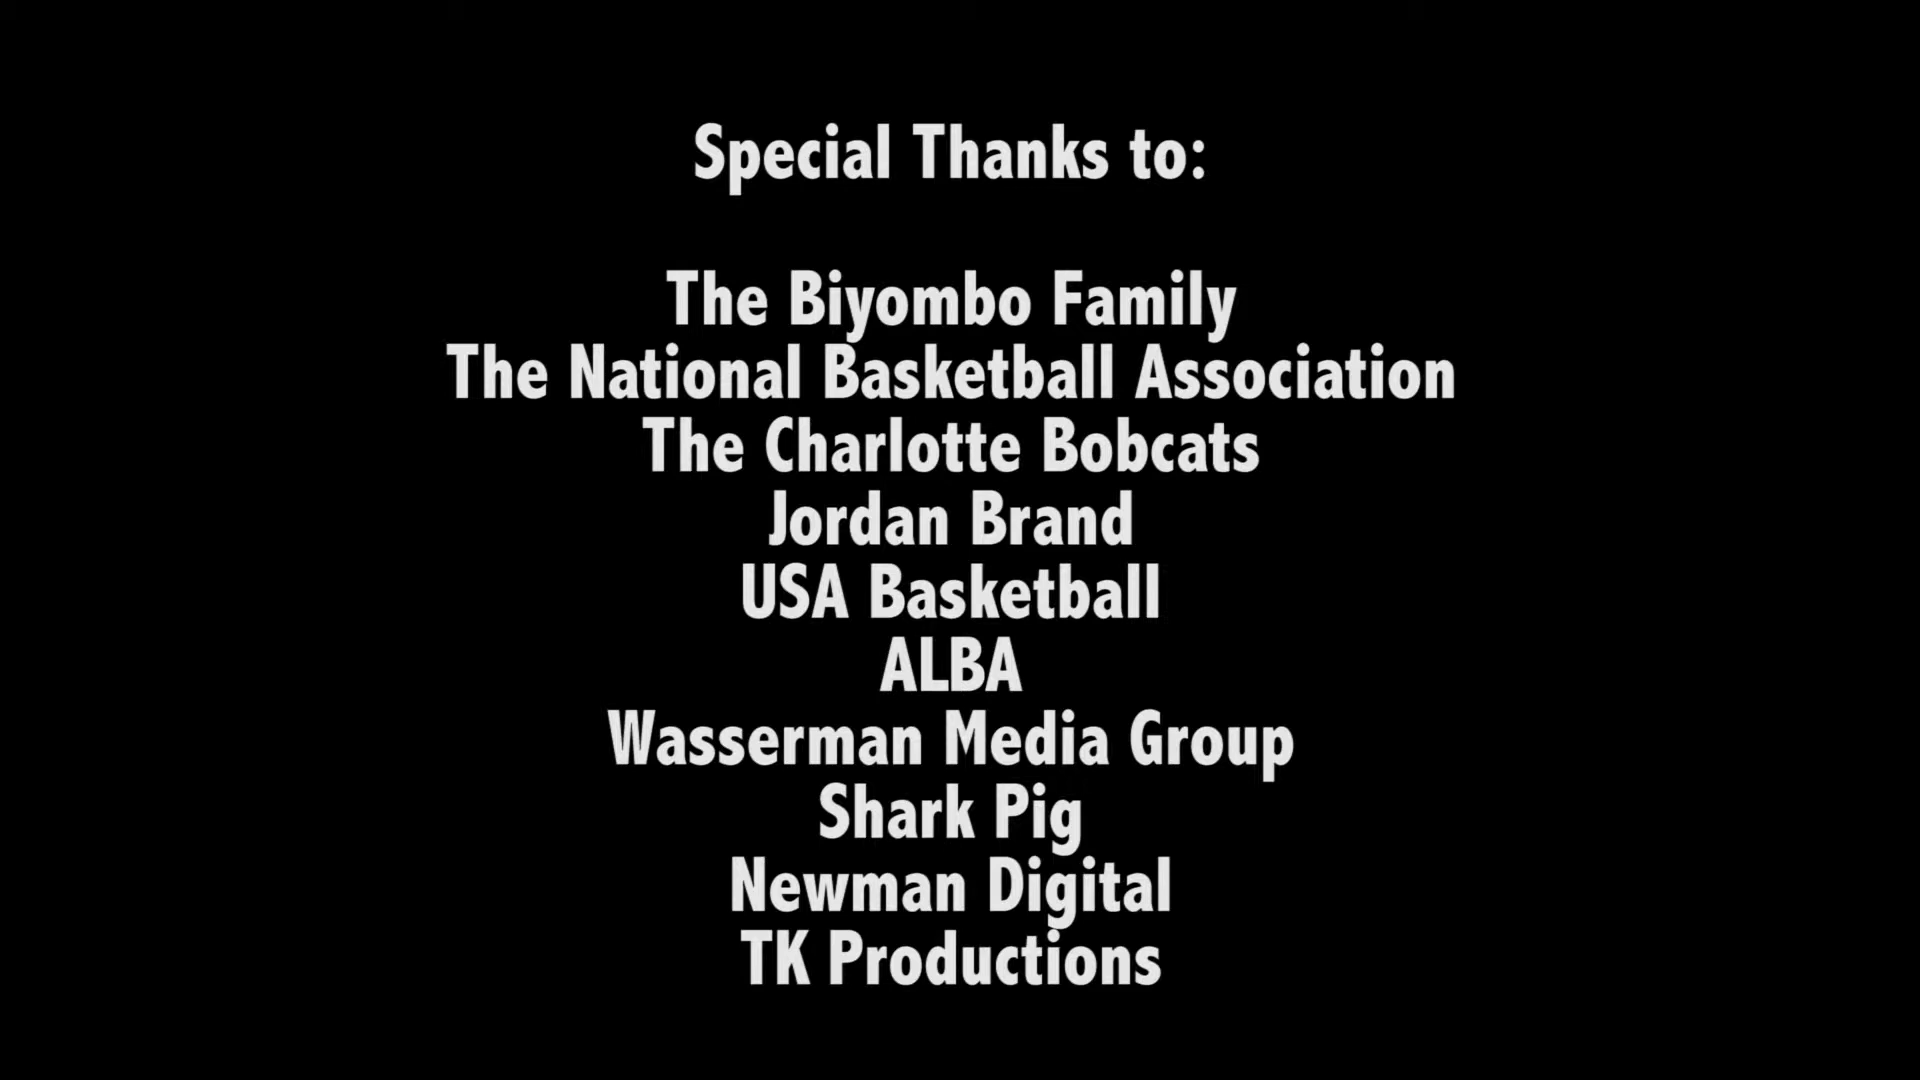 Special Thanks to:
The Biyombo Family
The National Basketball Association
The Charlotte Bobcats
Jordan Brand
USA Basketball
ALBA
Wasserman Media Group
Shark Pig
Newman Digital
TK Productions